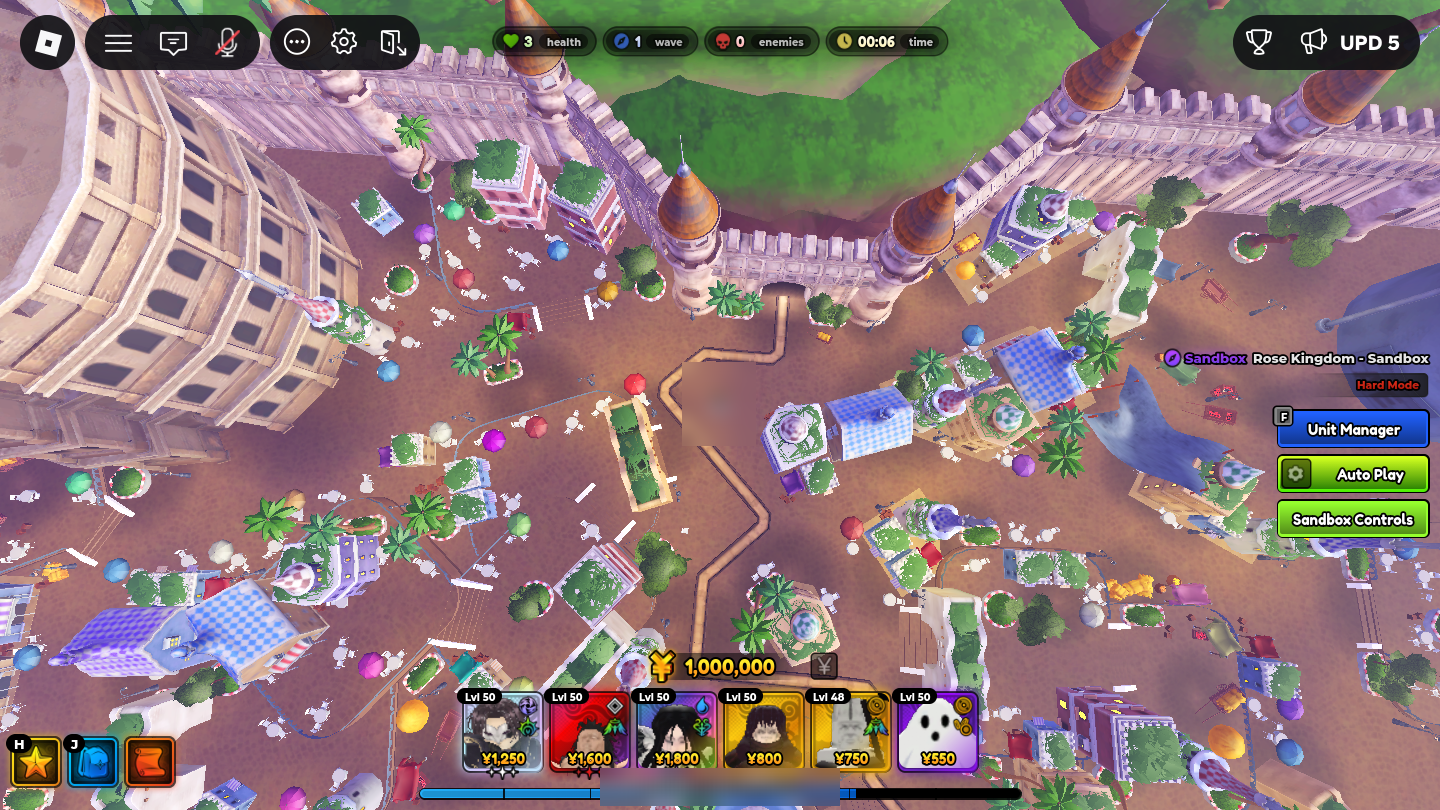 3 health
1 wave
0 enemies
00:06 time
UPD 5
Sandbox Rose Kingdom - Sandbox
Hard Mode
F
Unit Manager
Auto Play
Sandbox Controls
¥ 1,000,000
¥
Lvl 50
Lvl 50
Lvl 50
Lvl 50
Lvl 48
Lvl 50
¥1,250
¥1,600
¥1,800
¥800
¥750
¥550
H
J